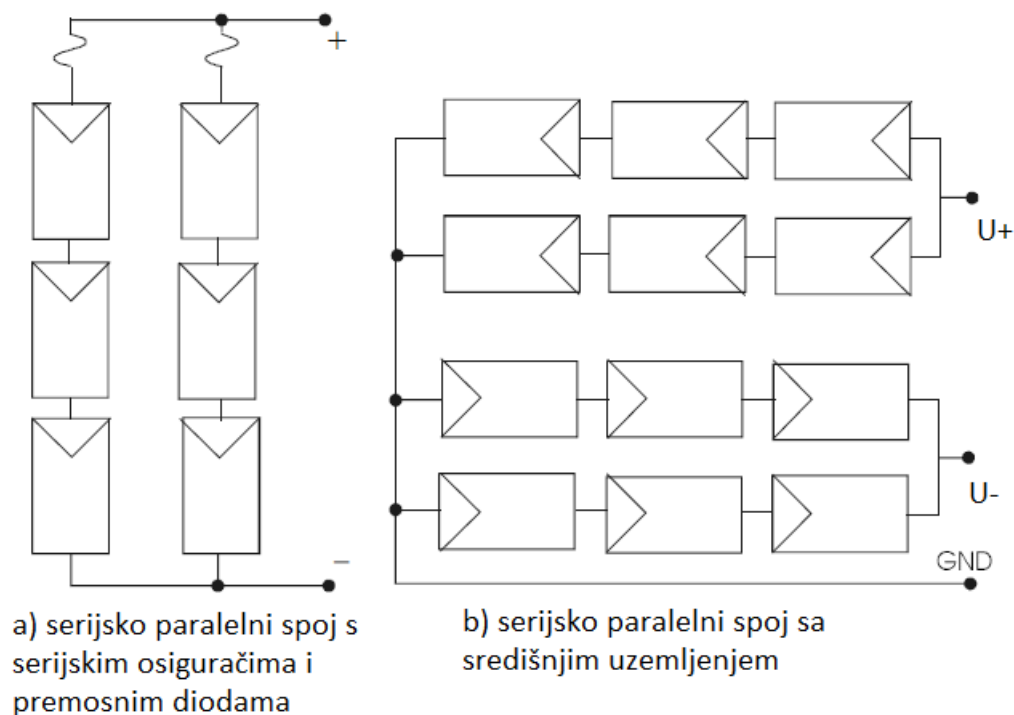 +
U+
U-
GND
–
a) serijsko paralelni spoj s
serijskim osiguračima i
premosnim diodama
b) serijsko paralelni spoj sa
središnjim uzemljenjem